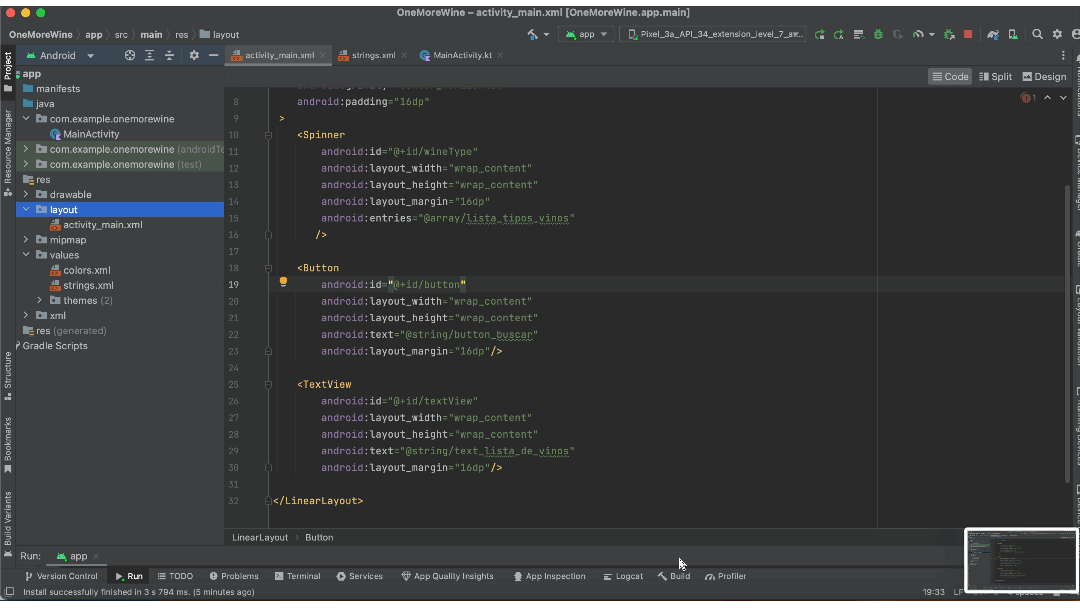 OneMoreWine – activity_main.xml [OneMoreWine.app.main]
OneMoreWine › app › src › main › res › layout
app
Pixel_3a_API_34_extension_level_7_aw...
Android
activity_main.xml
strings.xml
MainActivity.kt
Code
Split
Design
Project
Resource Manager
Structure
Bookmarks
Build Variants
app
manifests
java
com.example.onemorewine
MainActivity
com.example.onemorewine (androidTe
com.example.onemorewine (test)
res
drawable
layout
activity_main.xml
mipmap
values
colors.xml
strings.xml
themes (2)
xml
res (generated)
Gradle Scripts
1
8 android:padding="16dp"
9 >
10 <Spinner
11 android:id="@+id/wineType"
12 android:layout_width="wrap_content"
13 android:layout_height="wrap_content"
14 android:layout_margin="16dp"
15 android:entries="@array/lista_tipos_vinos"
16 />
17
18 <Button
19 android:id="@+id/button"
20 android:layout_width="wrap_content"
21 android:layout_height="wrap_content"
22 android:text="@string/button_buscar"
23 android:layout_margin="16dp"/>
24
25 <TextView
26 android:id="@+id/textView"
27 android:layout_width="wrap_content"
28 android:layout_height="wrap_content"
29 android:text="@string/text_lista_de_vinos"
30 android:layout_margin="16dp"/>
31
32 </LinearLayout>
LinearLayout › Button
Run: app
Version Control
Run
TODO
Problems
Terminal
Services
App Quality Insights
App Inspection
Logcat
Build
Profiler
Install successfully finished in 3 s 794 ms. (5 minutes ago)
19:33 LF